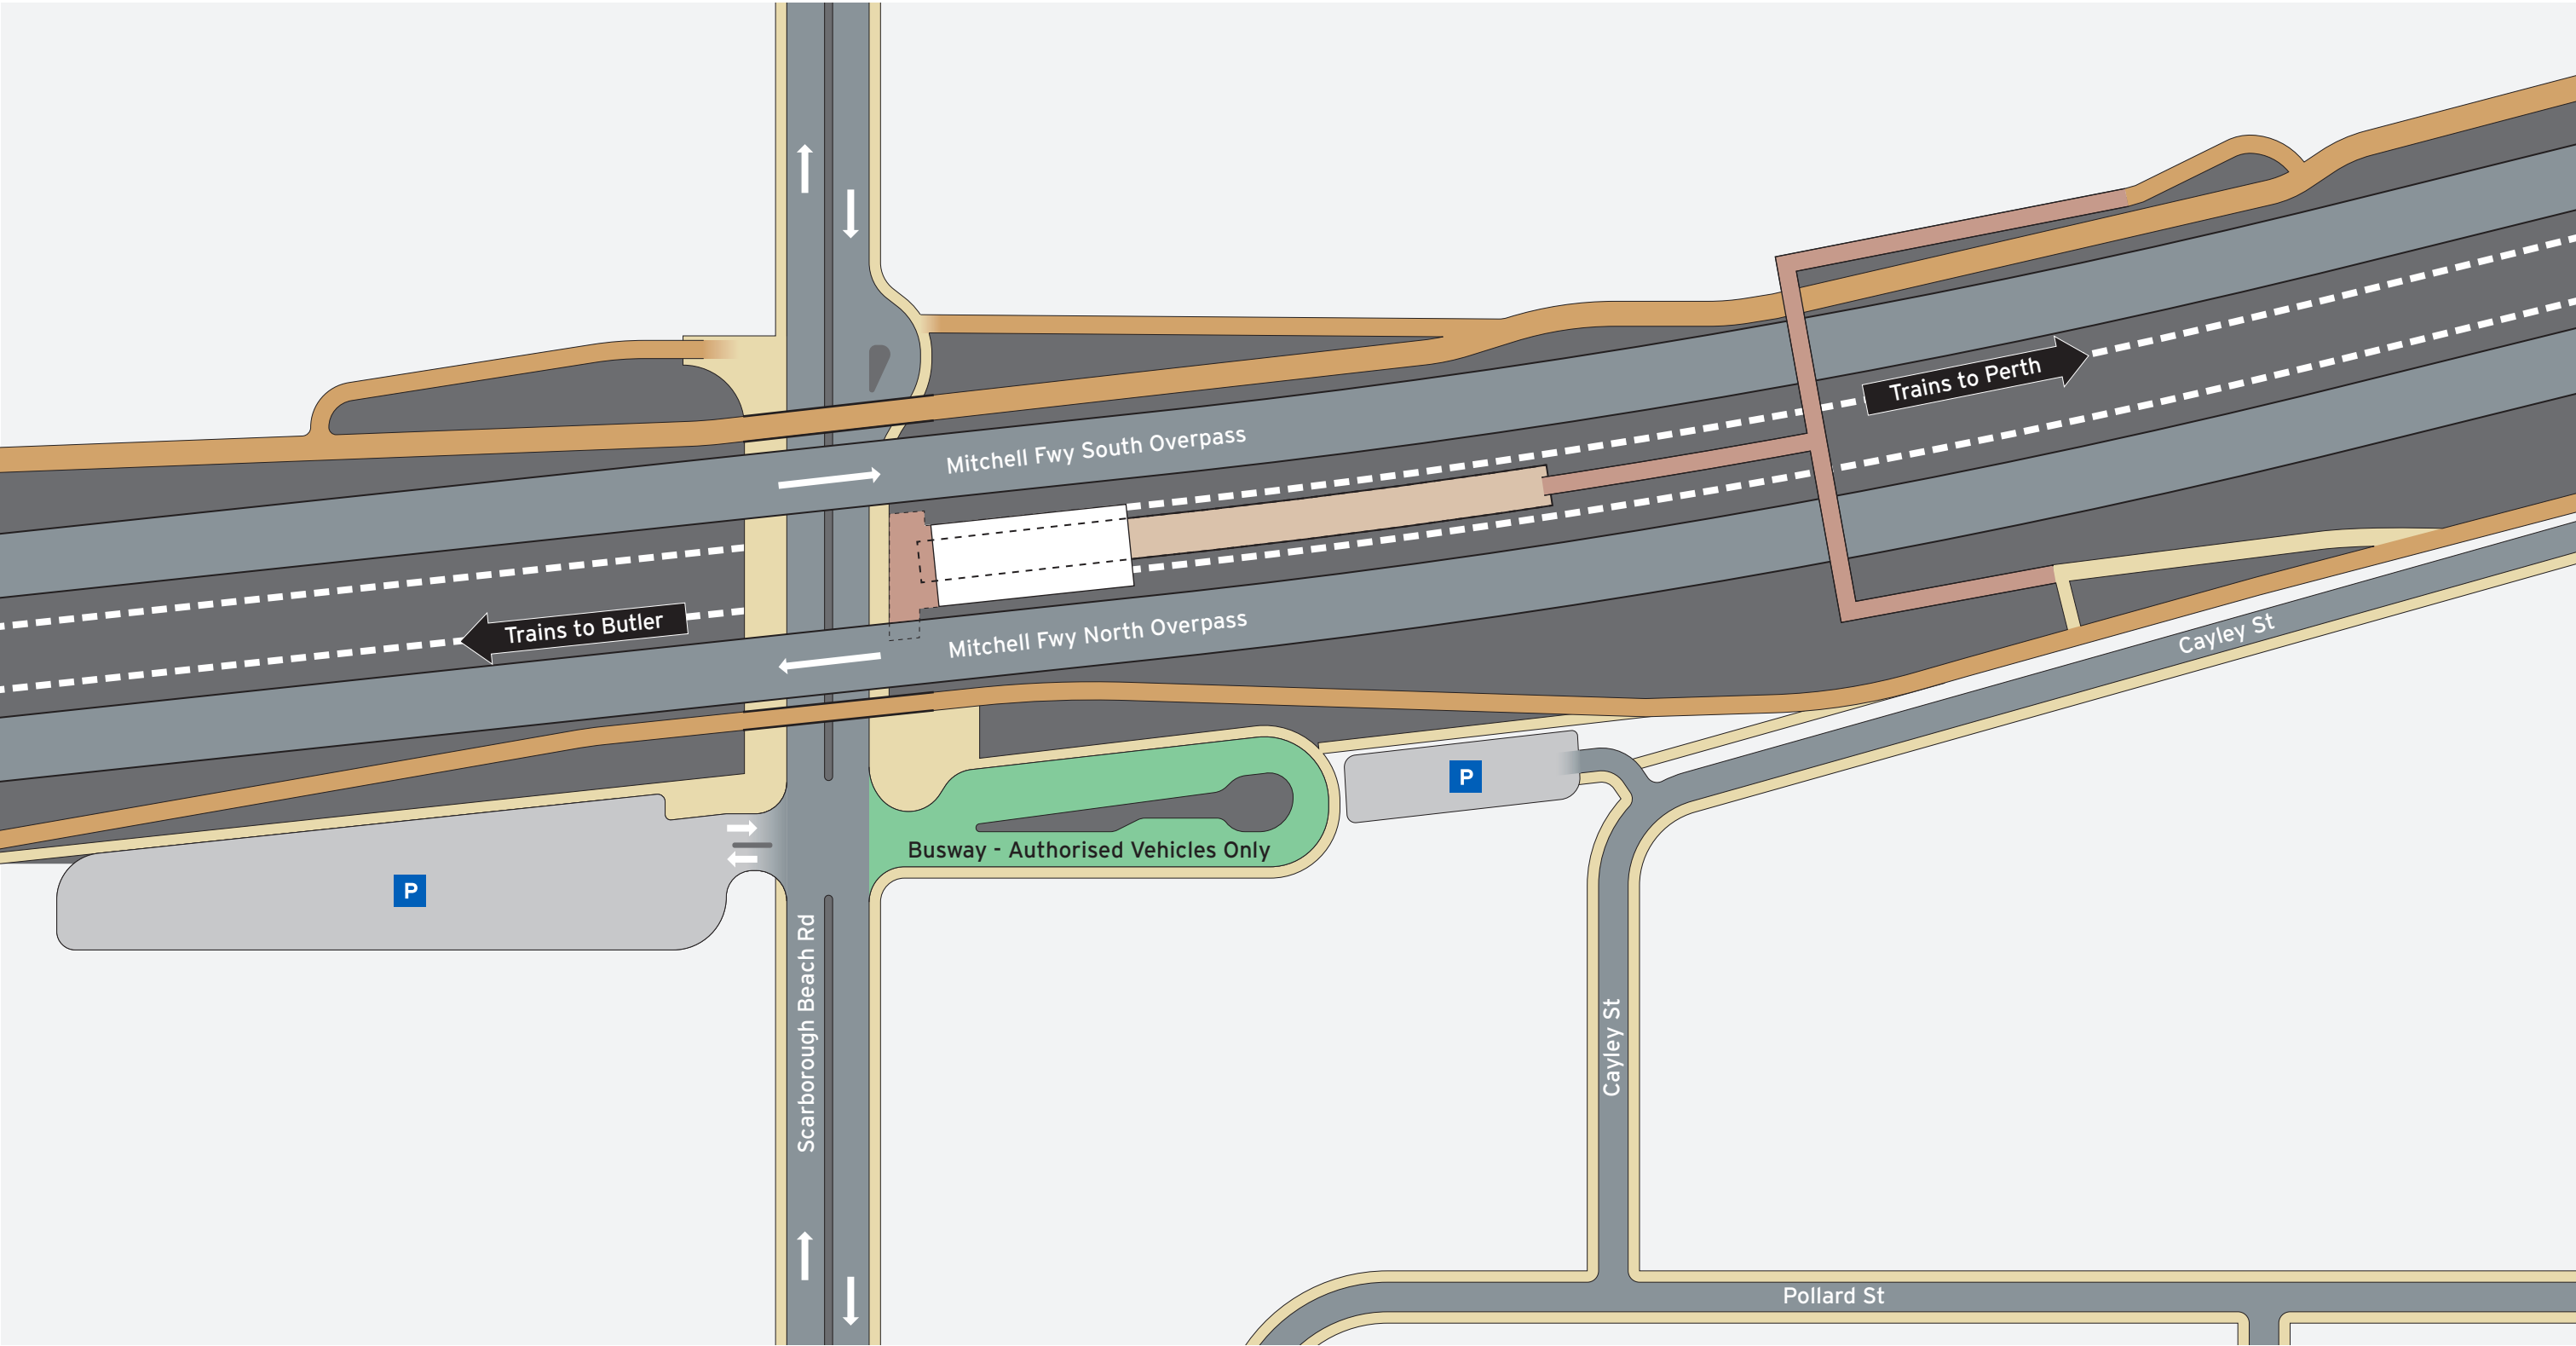 Trains to Perth
Mitchell Fwy South Overpass
Trains to Butler
Mitchell Fwy North Overpass
Cayley St
P
Busway - Authorised Vehicles Only
P
Scarborough Beach Rd
Cayley St
Pollard St